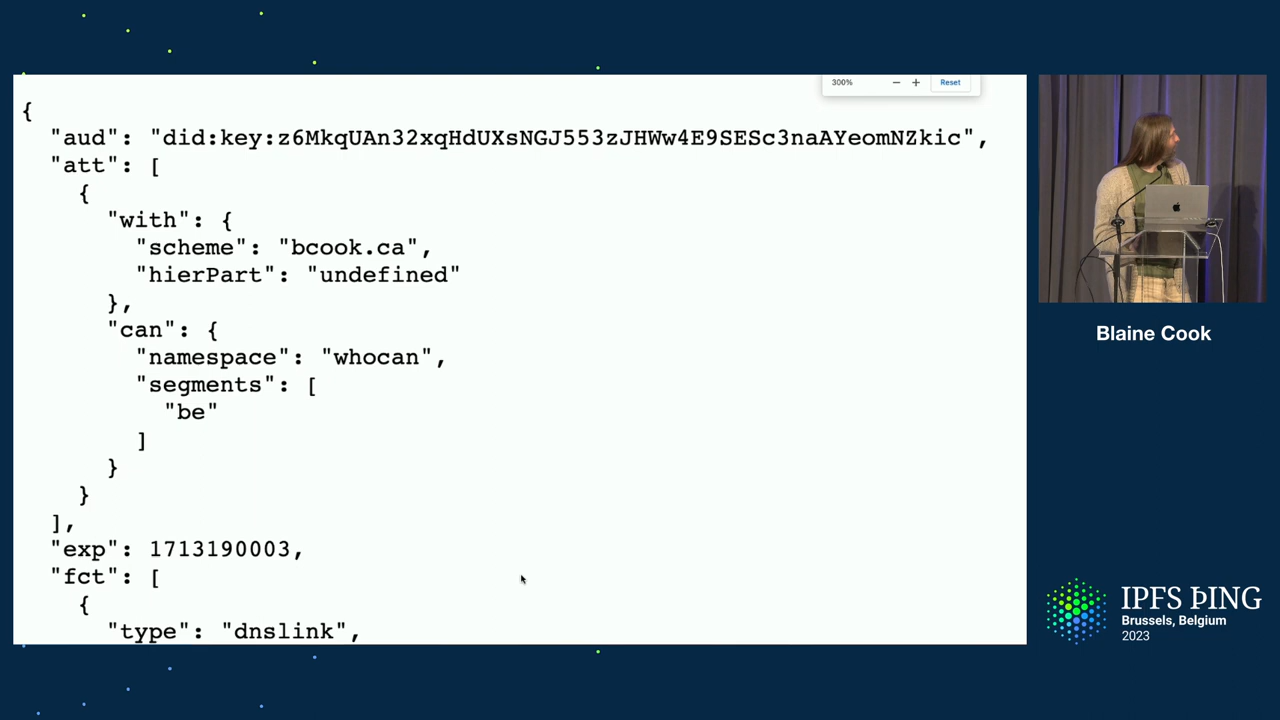 300%
Reset
{
"aud": "did:key:z6MkqUAn32xqHdUXsNGJ553zJHWw4E9SESc3naAYeomNZkic",
"att": [
{
"with": {
"scheme": "bcook.ca",
"hierPart": "undefined"
},
"can": {
"namespace": "whocan",
"segments": [
"be"
]
}
}
],
"exp": 1713190003,
"fct": [
{
"type": "dnslink",
Blaine Cook
IPFS ÞING
Brussels, Belgium
2023